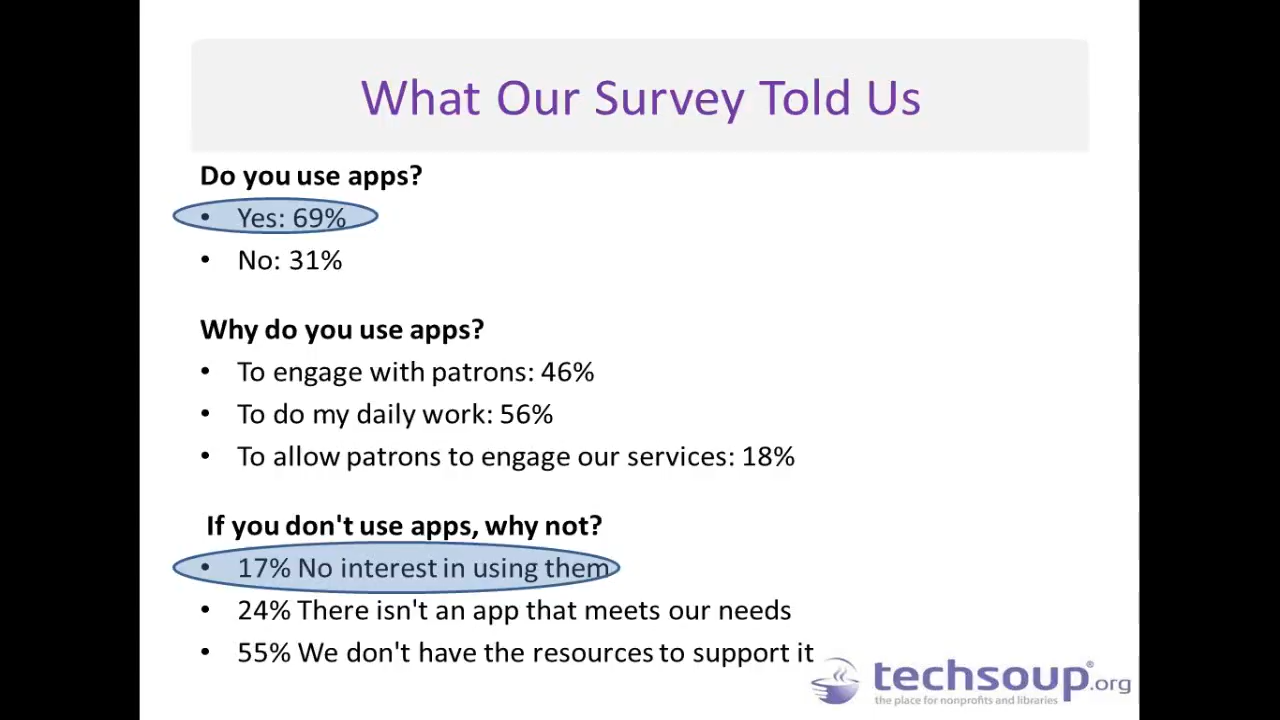 What Our Survey Told Us
Do you use apps?
• Yes: 69%
• No: 31%
Why do you use apps?
• To engage with patrons: 46%
• To do my daily work: 56%
• To allow patrons to engage our services: 18%
If you don't use apps, why not?
• 17% No interest in using them
• 24% There isn't an app that meets our needs
• 55% We don't have the resources to support it
techsoup®.org
the place for nonprofits and libraries